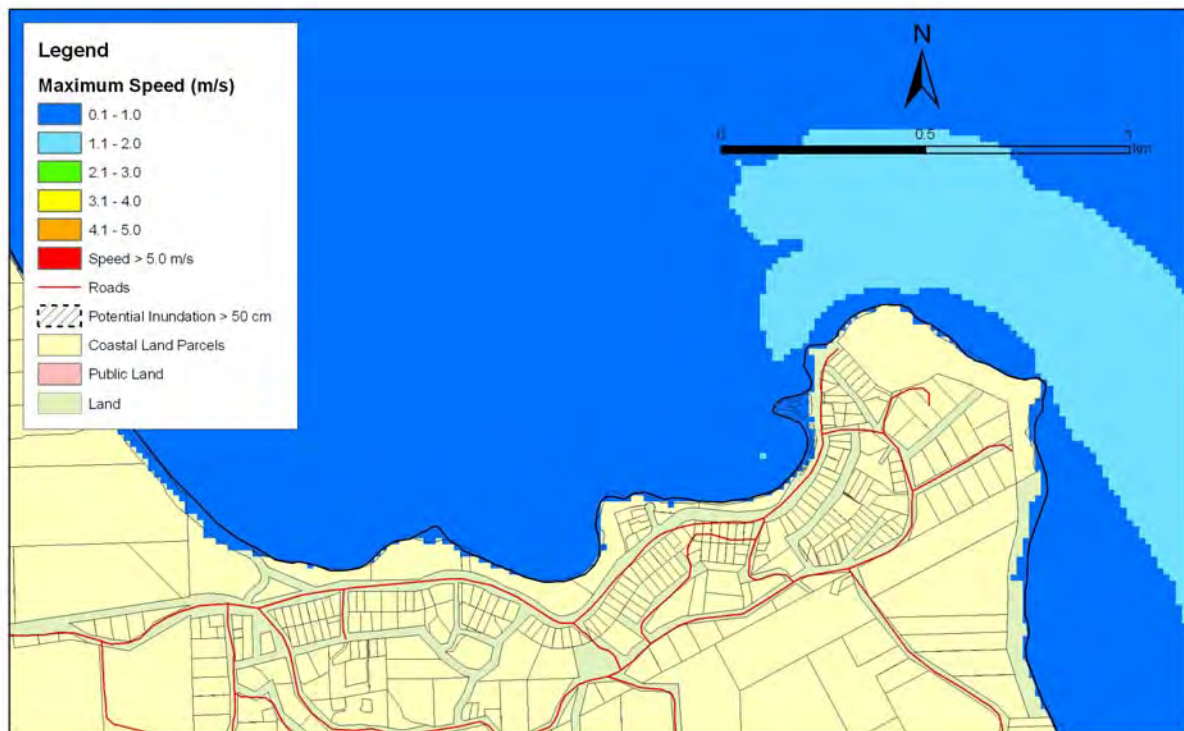 Legend
Maximum Speed (m/s)
0.1 - 1.0
1.1 - 2.0
2.1 - 3.0
3.1 - 4.0
4.1 - 5.0
Speed > 5.0 m/s
Roads
Potential Inundation > 50 cm
Coastal Land Parcels
Public Land
Land
N
0 0.5 1
km